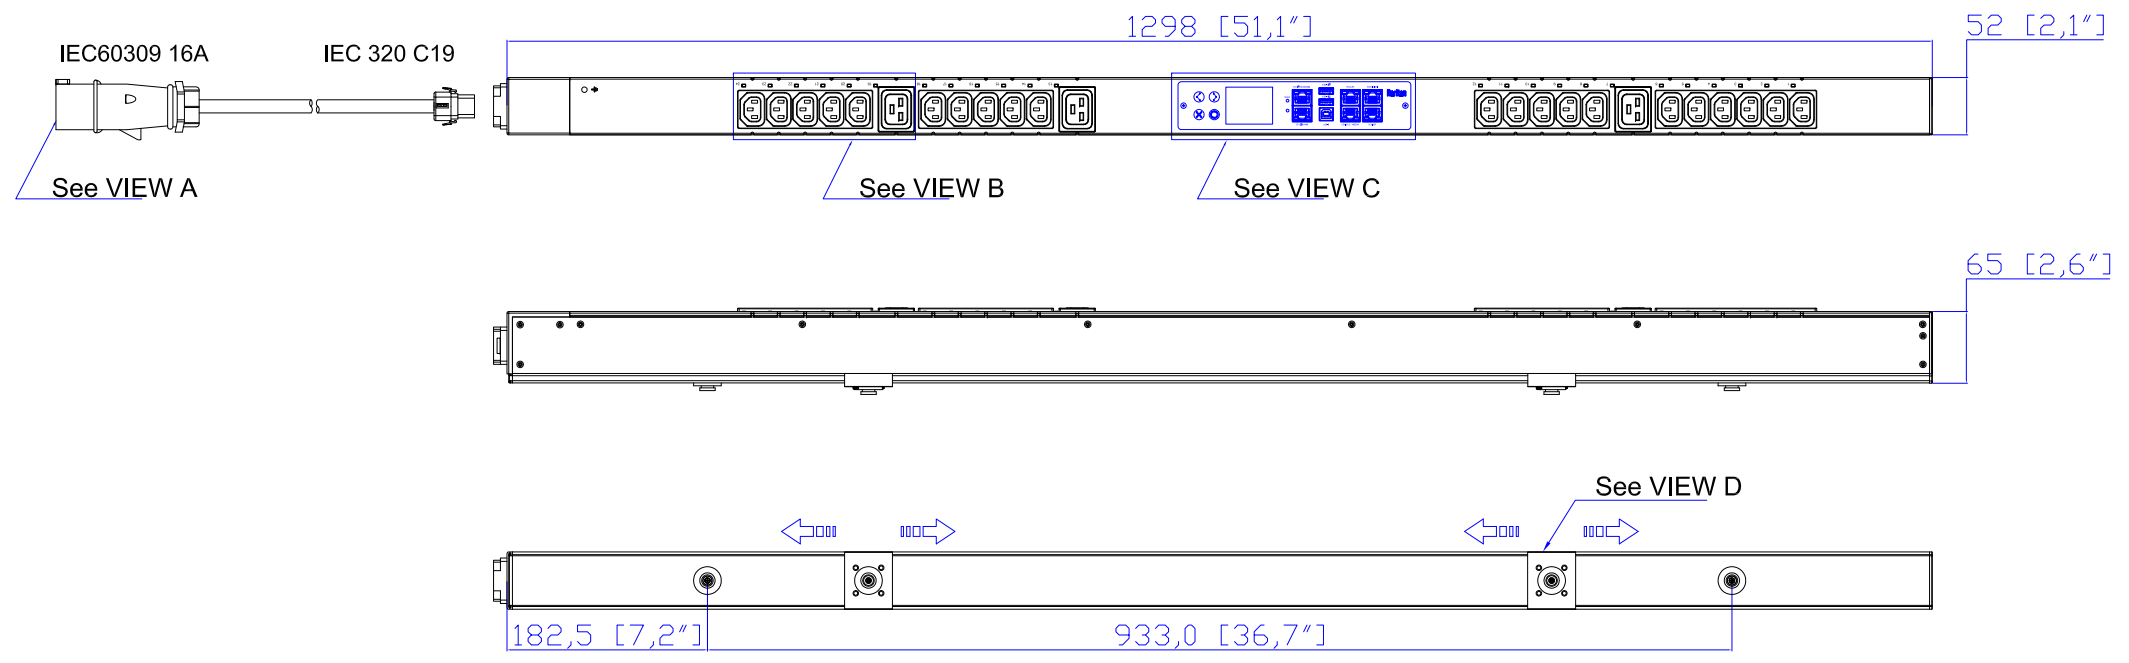 1298 [51,1"]
52 [2,1"]
IEC60309 16A
IEC 320 C19
See VIEW A
See VIEW B
See VIEW C
65 [2,6"]
See VIEW D
182,5 [7,2"]
933,0 [36,7"]